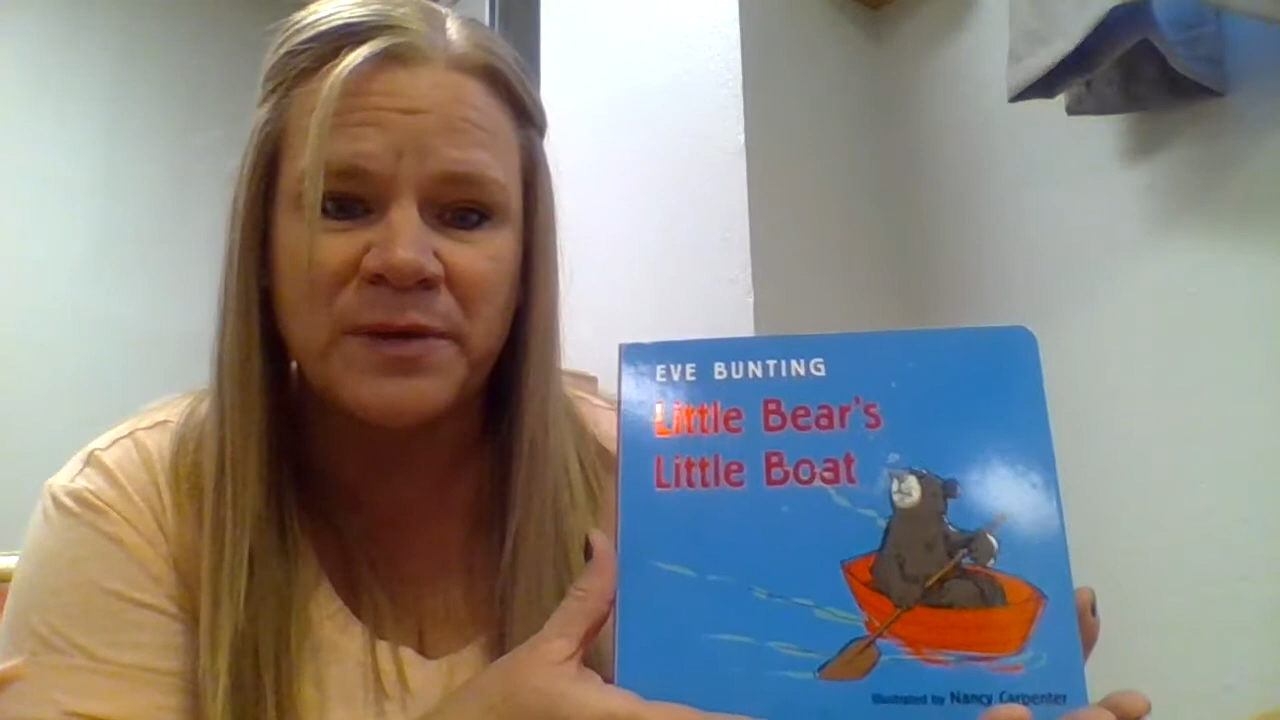 EVE BUNTING
Little Bear's
Little Boat
Illustrated by Nancy Carpenter